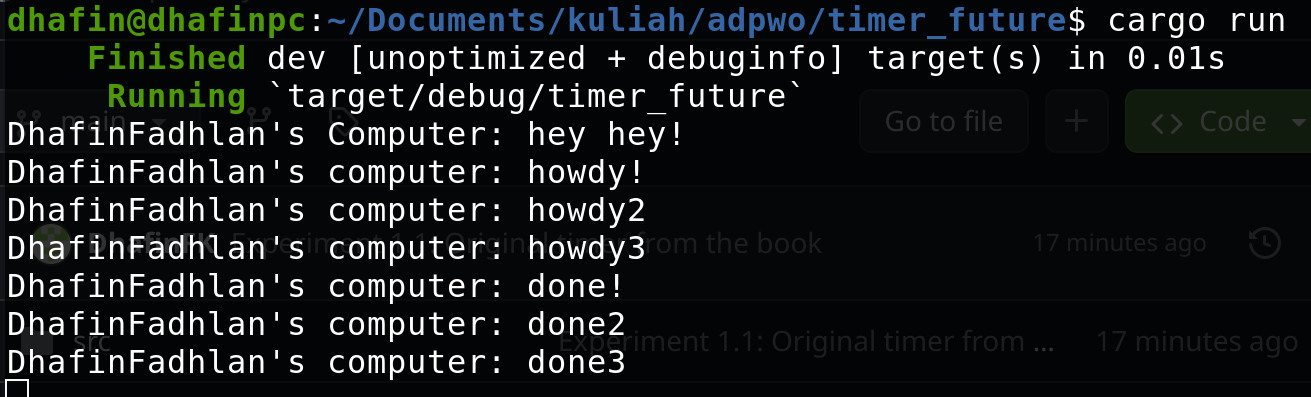 dhafin@dhafinpc:~/Documents/kuliah/adpwo/timer_future$ cargo run
Finished dev [unoptimized + debuginfo] target(s) in 0.01s
Running `target/debug/timer_future`
main
Go to file
Code
DhafinFadhlan's Computer: hey hey!
DhafinFadhlan's computer: howdy!
DhafinFadhlan's computer: howdy2
DhafinFadhlan's computer: howdy3
Experiment 1.1: Original timer from the book
17 minutes ago
DhafinFadhlan's computer: done!
DhafinFadhlan's computer: done2
src
Experiment 1.1: Original timer from ...
17 minutes ago
DhafinFadhlan's computer: done3